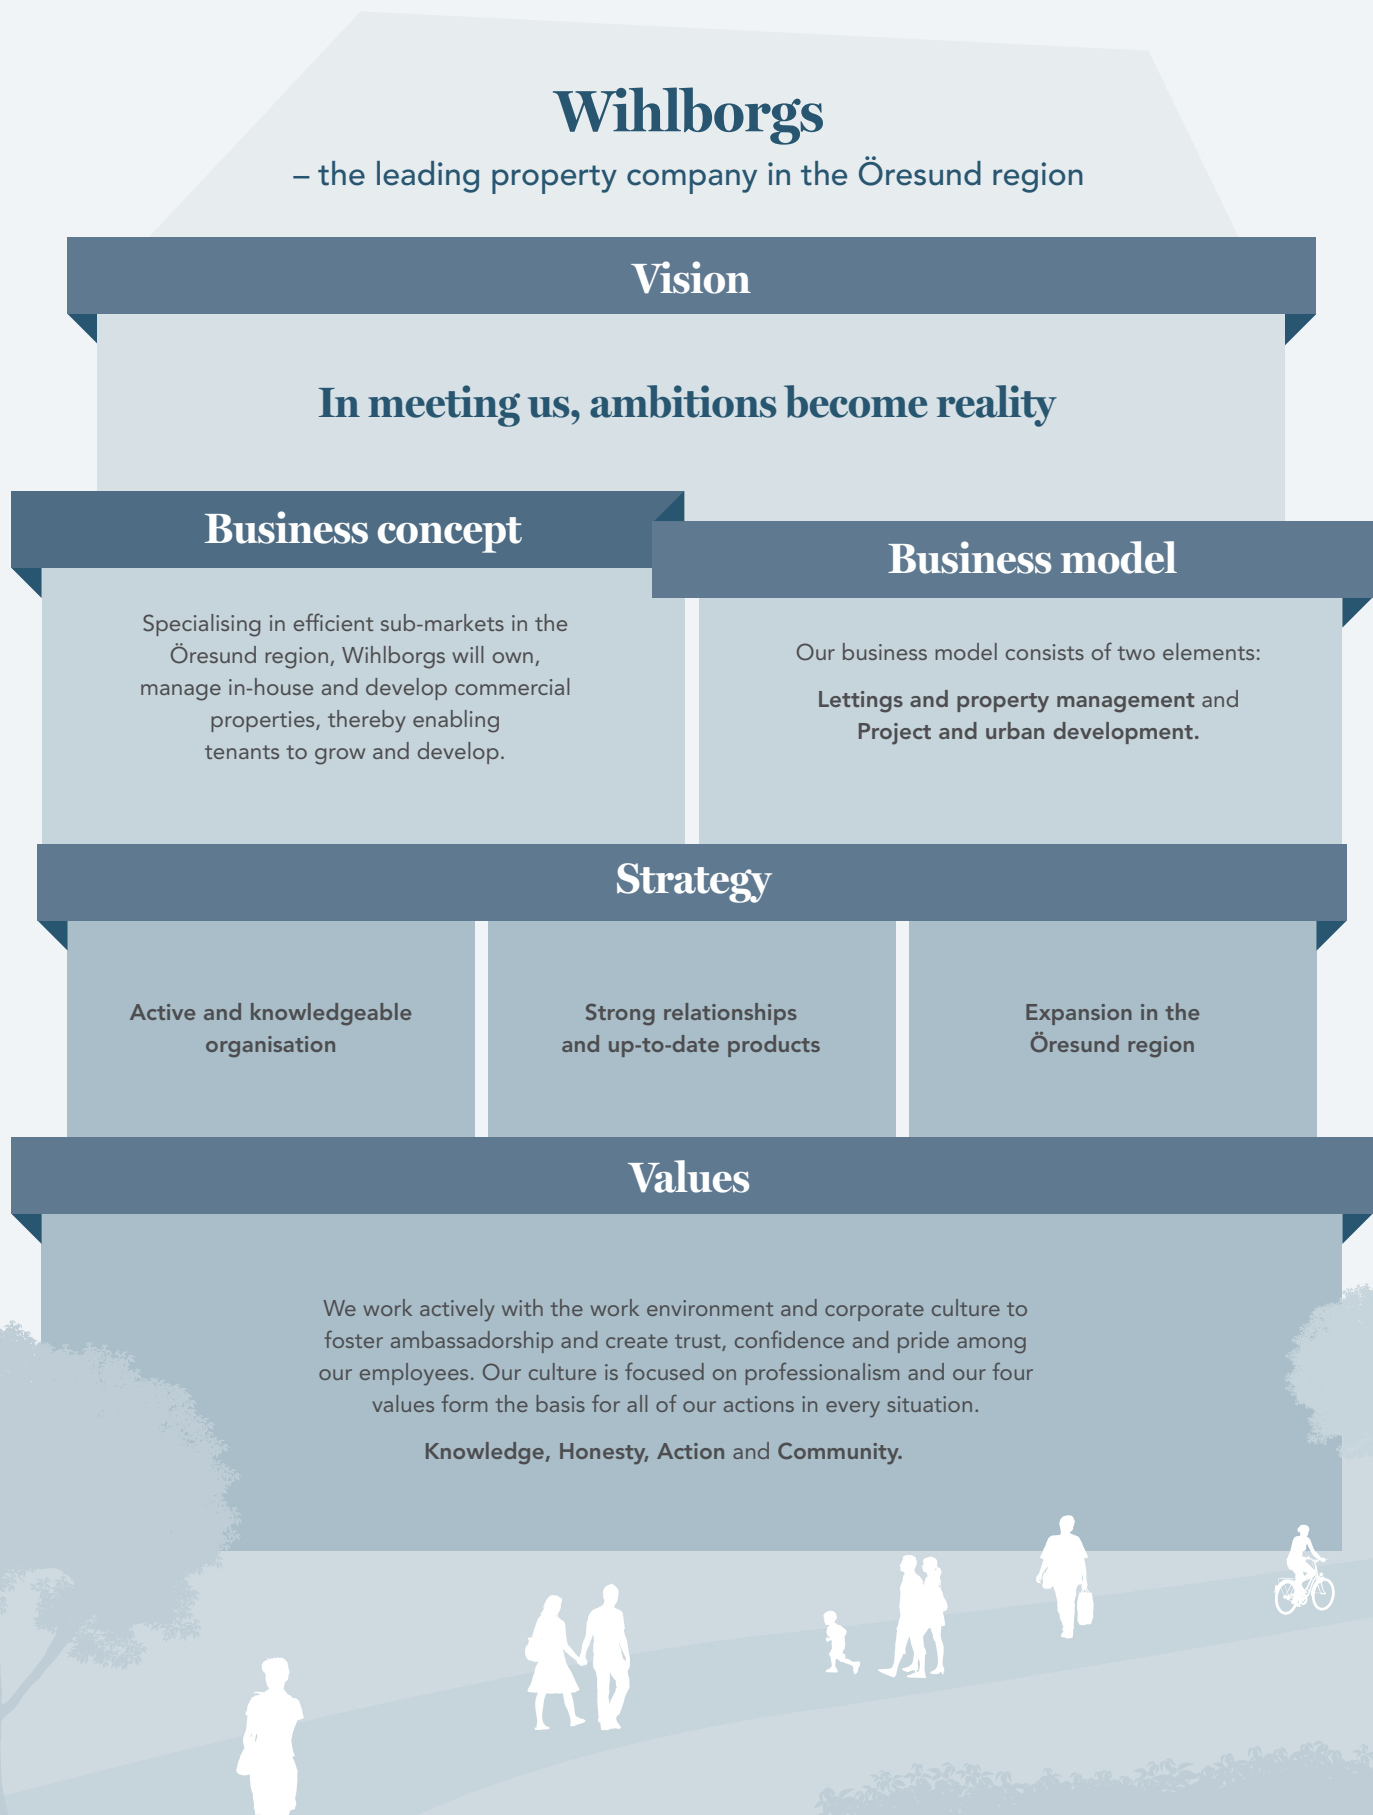 Wihlborgs
– the leading property company in the Öresund region
Vision
In meeting us, ambitions become reality
Business concept
Specialising in efficient sub-markets in the
Öresund region, Wihlborgs will own,
manage in-house and develop commercial
properties, thereby enabling
tenants to grow and develop.
Business model
Our business model consists of two elements:
Lettings and property management and
Project and urban development.
Strategy
Active and knowledgeable
organisation
Strong relationships
and up-to-date products
Expansion in the
Öresund region
Values
We work actively with the work environment and corporate culture to
foster ambassadorship and create trust, confidence and pride among
our employees. Our culture is focused on professionalism and our four
values form the basis for all of our actions in every situation.
Knowledge, Honesty, Action and Community.